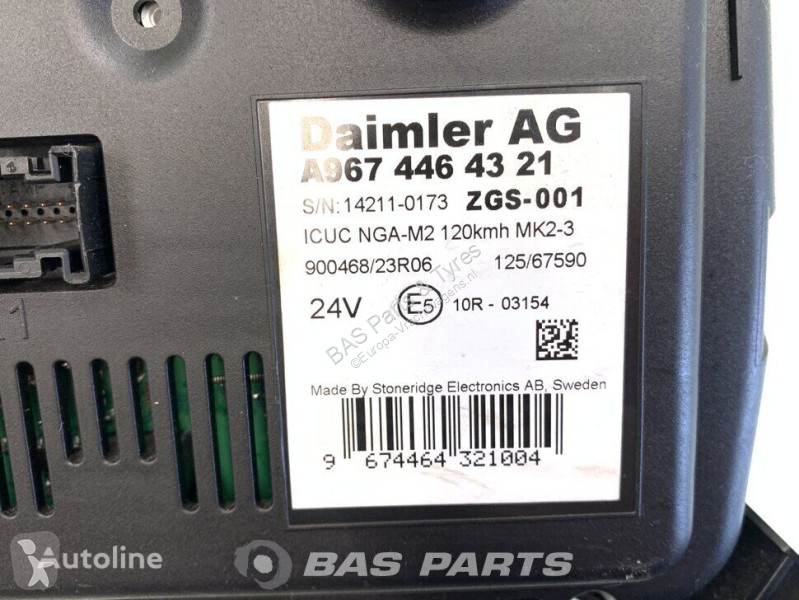 Daimler AG
A967 446 43 21
S/N: 14211-0173 ZGS-001
ICUC NGA-M2 120kmh MK2-3
900468/23R06 125/67590
24V E5 10R - 03154
BAS Parts & Tyres
©Europa-Vrachtwagens.nl
Made By Stoneridge Electronics AB, Sweden
9 674464 321004
Autoline
BAS PARTS